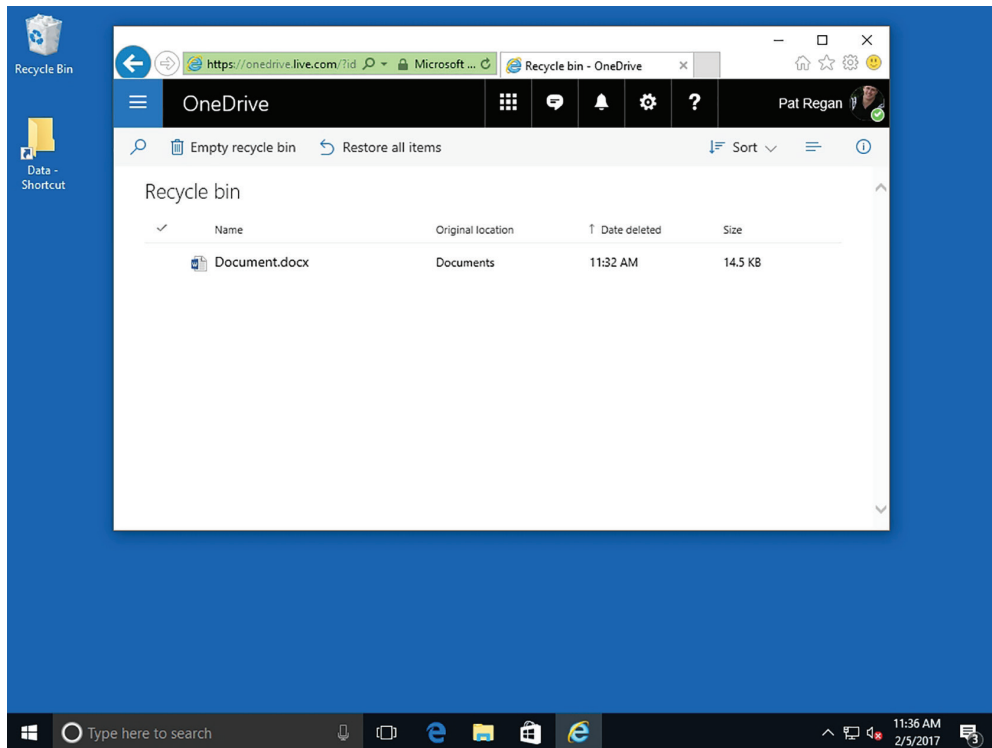 Recycle Bin
Data -
Shortcut
https://onedrive.live.com/?id
Microsoft ...
Recycle bin - OneDrive
OneDrive
?
Pat Regan
Empty recycle bin
Restore all items
Sort
Recycle bin
Name
Original location
Date deleted
Size
Document.docx
Documents
11:32 AM
14.5 KB
Type here to search
11:36 AM
2/5/2017
3